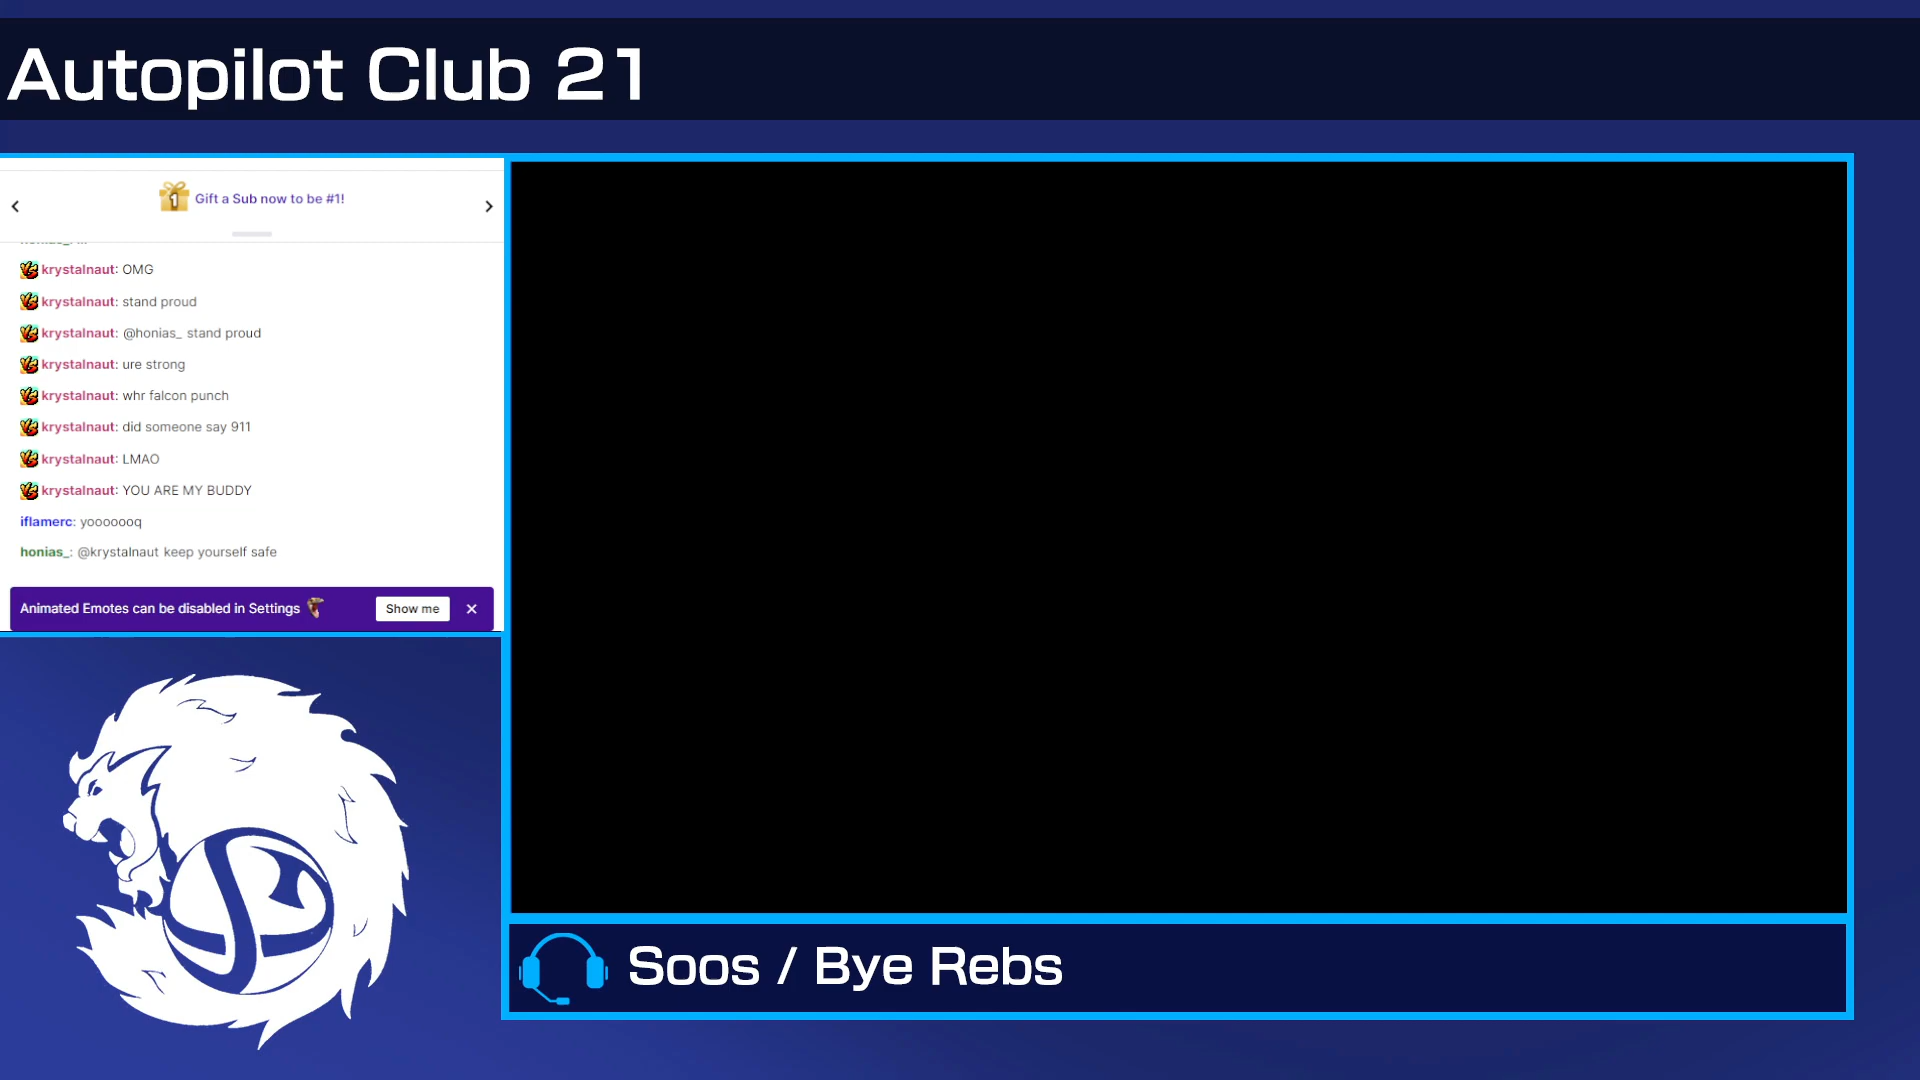 Autopilot Club 21
1 Gift a Sub now to be #1!
krystalnaut: OMG
krystalnaut: stand proud
krystalnaut: @honias_ stand proud
krystalnaut: ure strong
krystalnaut: whr falcon punch
krystalnaut: did someone say 911
krystalnaut: LMAO
krystalnaut: YOU ARE MY BUDDY
iflamerc: yooooooq
honias_: @krystalnaut keep yourself safe
Animated Emotes can be disabled in Settings Show me
Soos / Bye Rebs